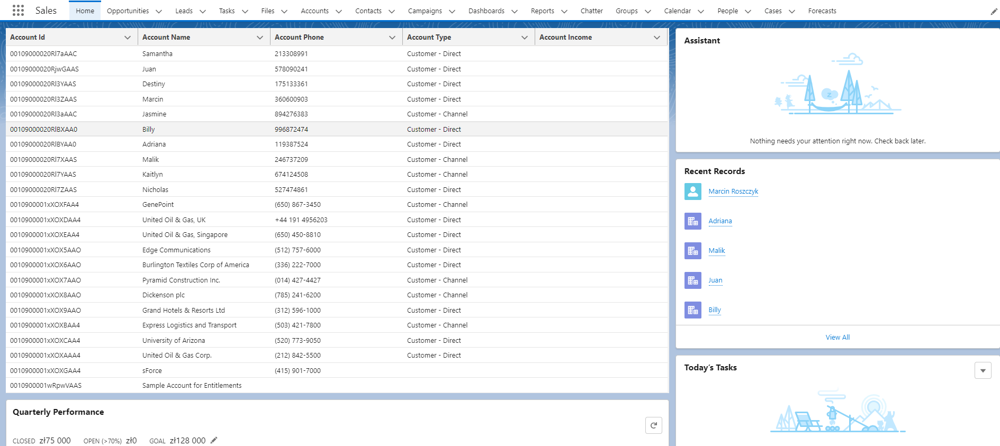 Sales Home Opportunities Leads Tasks Files Accounts Contacts Campaigns Dashboards Reports Chatter Groups Calendar People Cases Forecasts
Account Id Account Name Account Phone Account Type Account Income
00109000020Rl7aAAC Samantha 213308991 Customer - Direct
00109000020RjwGAAS Juan 578090241 Customer - Direct
00109000020Rl3YAAS Destiny 175133361 Customer - Direct
00109000020Rl3ZAAS Marcin 360600903 Customer - Direct
00109000020Rl3aAAC Jasmine 894276383 Customer - Channel
00109000020RlBXAA0 Billy 996872474 Customer - Direct
00109000020RlBYAA0 Adriana 119387524 Customer - Direct
00109000020Rl7XAAS Malik 246737209 Customer - Channel
00109000020Rl7YAAS Kaitlyn 674124508 Customer - Channel
00109000020Rl7ZAAS Nicholas 527474861 Customer - Direct
0010900001xXOXFAA4 GenePoint (650) 867-3450 Customer - Channel
0010900001xXOXDAA4 United Oil & Gas, UK +44 191 4956203 Customer - Direct
0010900001xXOXEAA4 United Oil & Gas, Singapore (650) 450-8810 Customer - Direct
0010900001xXOX5AAO Edge Communications (512) 757-6000 Customer - Direct
0010900001xXOX6AAO Burlington Textiles Corp of America (336) 222-7000 Customer - Direct
0010900001xXOX7AAO Pyramid Construction Inc. (014) 427-4427 Customer - Channel
0010900001xXOX8AAO Dickenson plc (785) 241-6200 Customer - Channel
0010900001xXOX9AAO Grand Hotels & Resorts Ltd (312) 596-1000 Customer - Direct
0010900001xXOXBAA4 Express Logistics and Transport (503) 421-7800 Customer - Channel
0010900001xXOXCAA4 University of Arizona (520) 773-9050 Customer - Direct
0010900001xXOXAAA4 United Oil & Gas Corp. (212) 842-5500 Customer - Direct
0010900001xXOXGAA4 sForce (415) 901-7000
0010900001wRpwVAAS Sample Account for Entitlements
Quarterly Performance
CLOSED zł75 000 OPEN (>70%) zł0 GOAL zł128 000
Assistant
z
Nothing needs your attention right now. Check back later.
Recent Records
Marcin Roszczyk
Adriana
Malik
Juan
Billy
View All
Today's Tasks